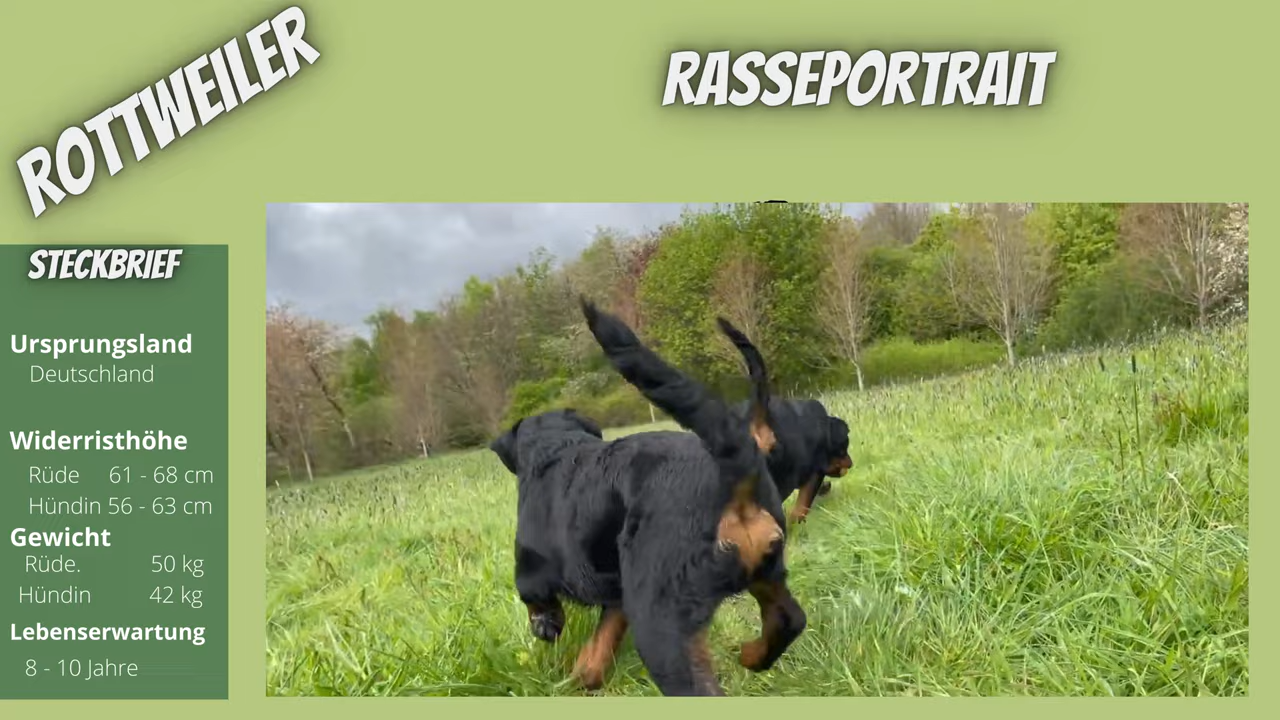 ROTTWEILER
RASSEPORTRAIT
STECKBRIEF
Ursprungsland
Deutschland
Widerristhöhe
Rüde 61 - 68 cm
Hündin 56 - 63 cm
Gewicht
Rüde. 50 kg
Hündin 42 kg
Lebenserwartung
8 - 10 Jahre